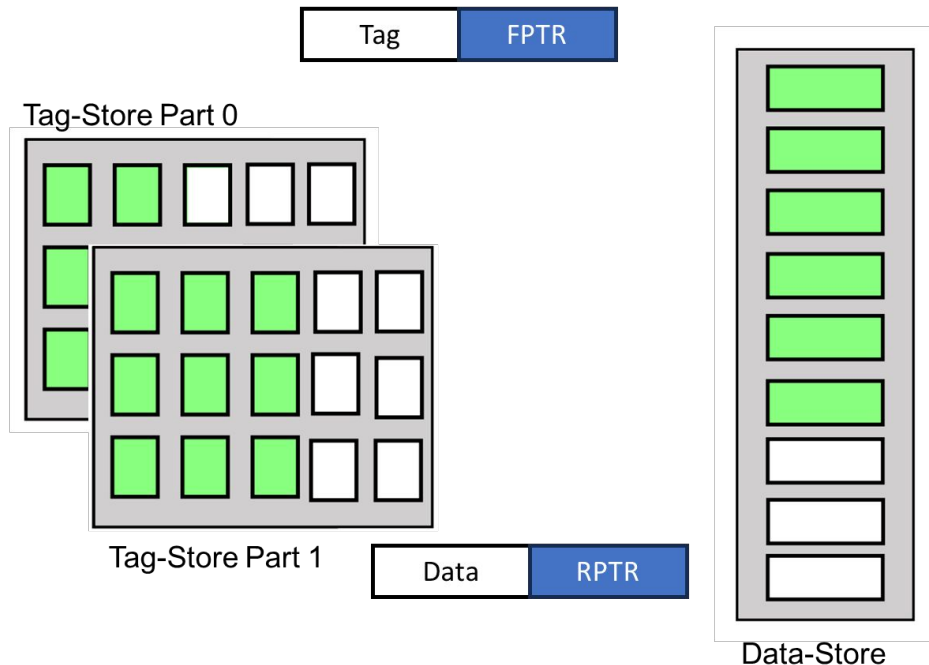 Tag FPTR
Tag-Store Part 0
Tag-Store Part 1
Data RPTR
Data-Store